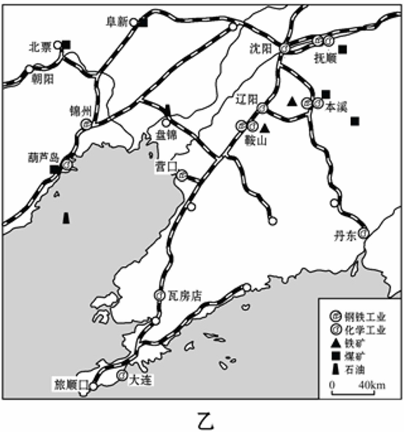 阜新
北票
沈阳
抚顺
朝阳
辽阳
本溪
锦州
盘锦
鞍山
葫芦岛
营口
丹东
瓦房店
钢铁工业
化学工业
铁矿
煤矿
石油
0 40km
旅顺口
大连
乙